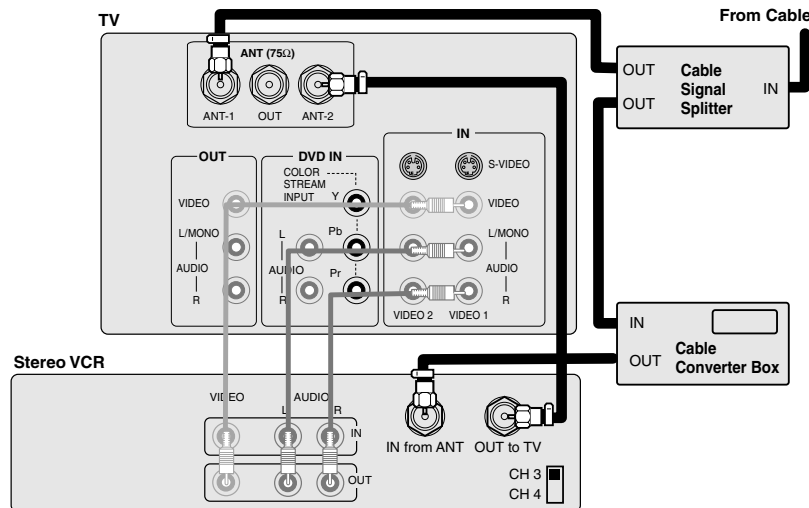 TV
From Cable
ANT (75Ω)
ANT-1
OUT
ANT-2
OUT
OUT
Cable
Signal
Splitter
IN
OUT
DVD IN
IN
COLOR
STREAM
INPUT
Y
S-VIDEO
VIDEO
VIDEO
L/MONO
AUDIO
R
L
AUDIO
R
Pb
Pr
L/MONO
AUDIO
R
VIDEO 2
VIDEO 1
IN
OUT
Cable
Converter Box
Stereo VCR
VIDEO
AUDIO
L
R
IN
OUT
IN from ANT
OUT to TV
CH 3
CH 4